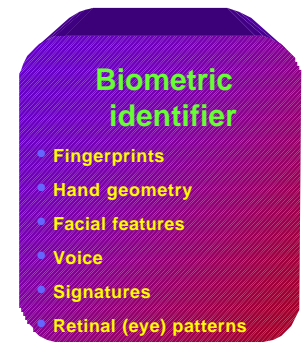 Biometric
identifier
• Fingerprints
• Hand geometry
• Facial features
• Voice
• Signatures
• Retinal (eye) patterns